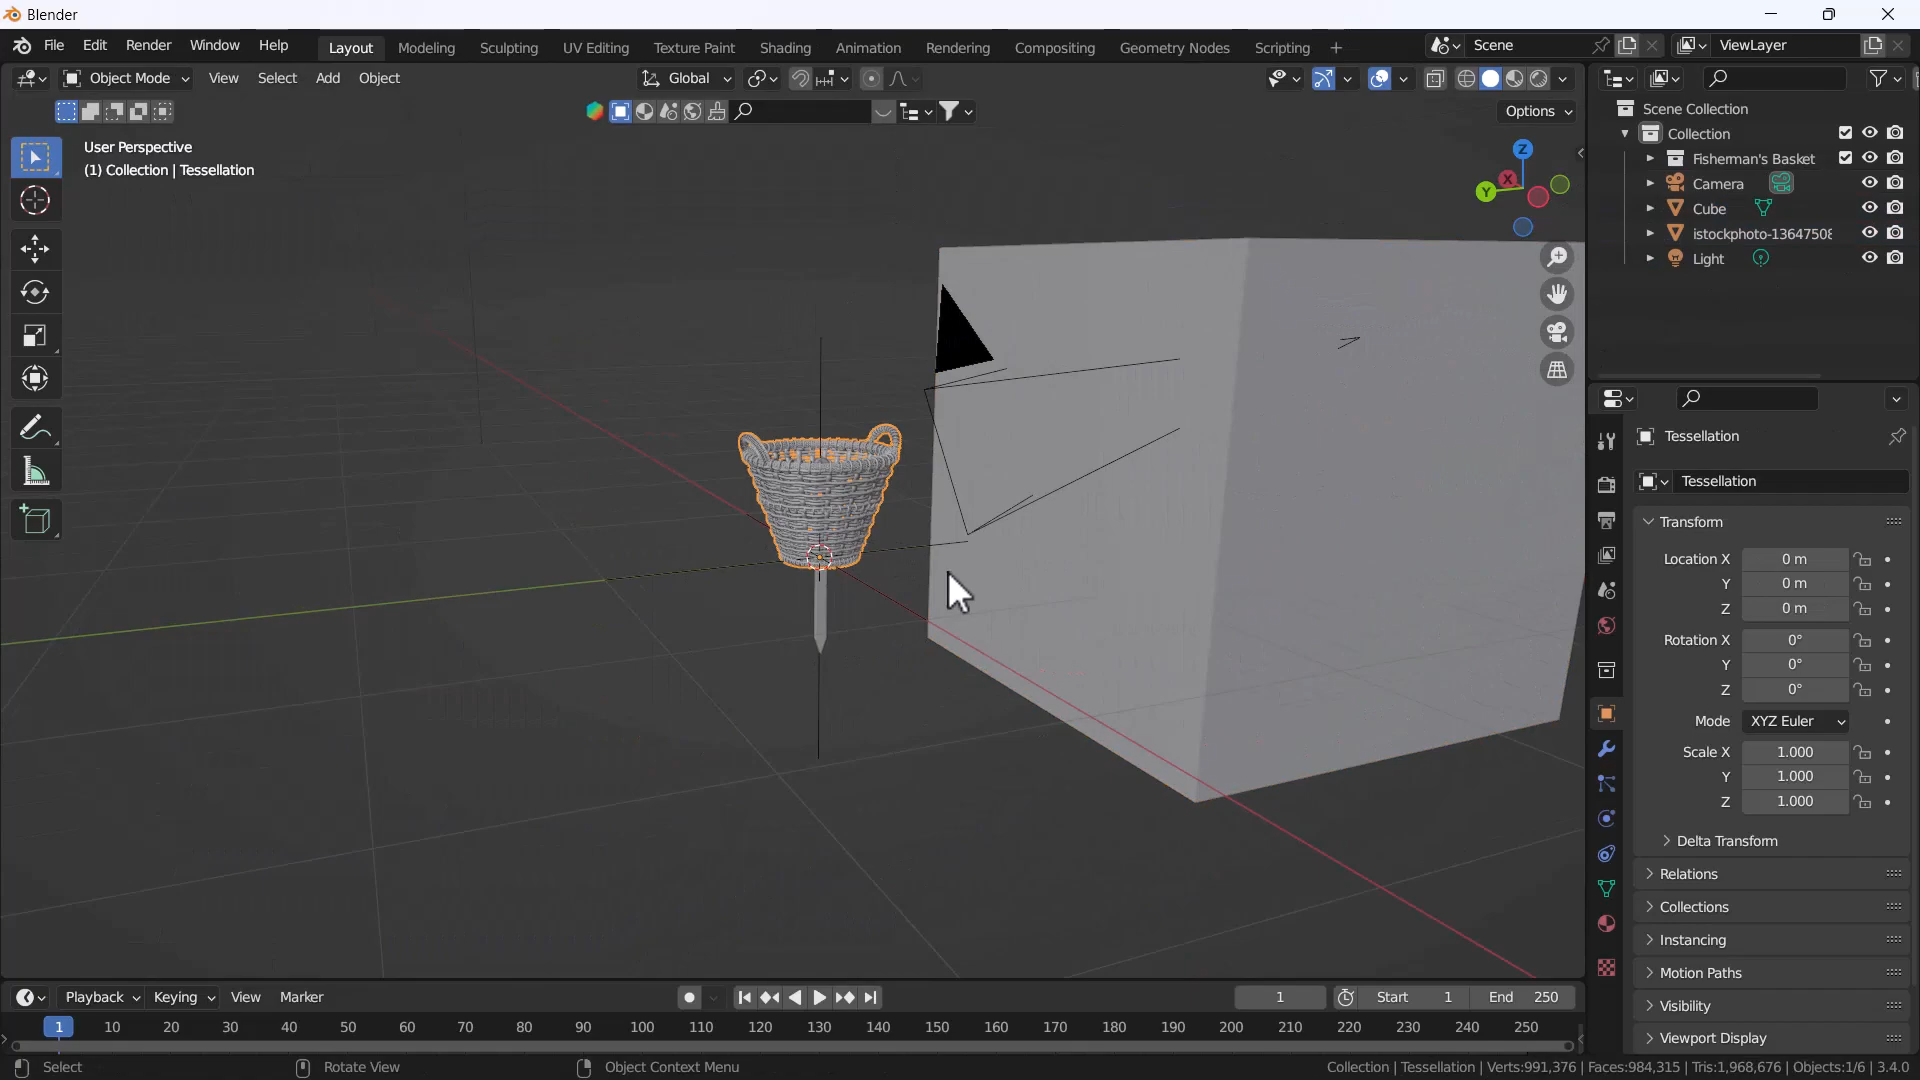 Blender
File Edit Render Window Help Layout Modeling Sculpting UV Editing Texture Paint Shading Animation Rendering Compositing Geometry Nodes Scripting + Scene ViewLayer
Object Mode View Select Add Object Global
Options
User Perspective
(1) Collection | Tessellation
Z
X
Y
Scene Collection
Collection
Fisherman's Basket
Camera
Cube
istockphoto-13647508
Light
Tessellation
Tessellation
Transform
Location X 0 m
Y 0 m
Z 0 m
Rotation X 0°
Y 0°
Z 0°
Mode XYZ Euler
Scale X 1.000
Y 1.000
Z 1.000
Delta Transform
Relations
Collections
Instancing
Motion Paths
Visibility
Viewport Display
Playback Keying View Marker 1 Start 1 End 250
1 10 20 30 40 50 60 70 80 90 100 110 120 130 140 150 160 170 180 190 200 210 220 230 240 250
Select Rotate View Object Context Menu Collection | Tessellation | Verts:991,376 | Faces:984,315 | Tris:1,968,676 | Objects:1/6 | 3.4.0